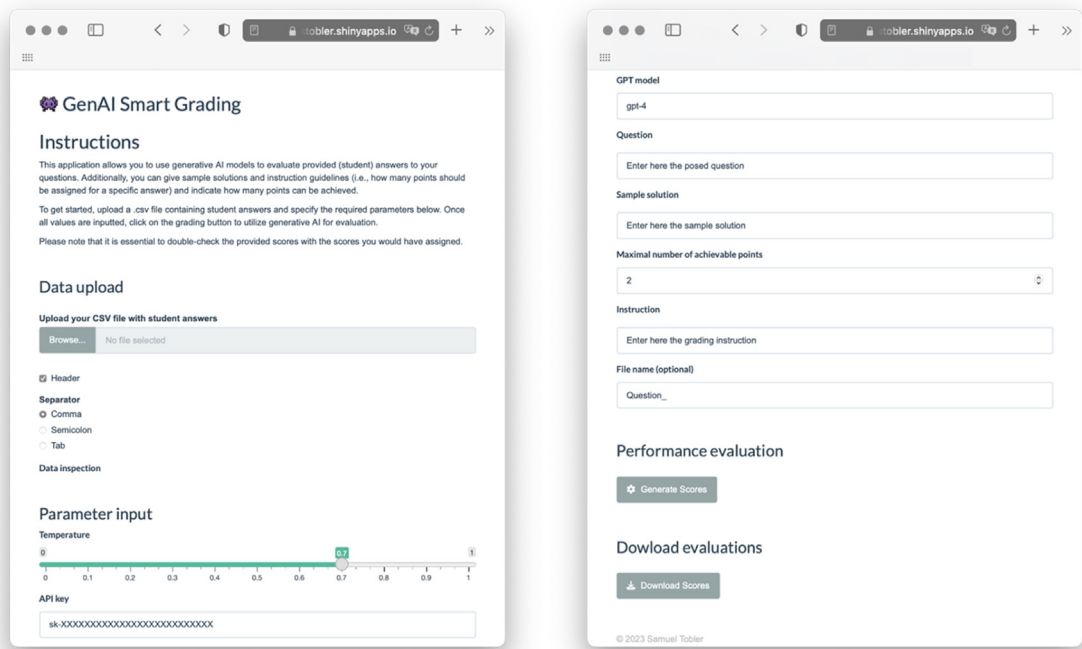 tobler.shinyapps.io
GenAI Smart Grading
Instructions
This application allows you to use generative AI models to evaluate provided (student) answers to your
questions. Additionally, you can give sample solutions and instruction guidelines (i.e., how many points should
be assigned for a specific answer) and indicate how many points can be achieved.
To get started, upload a .csv file containing student answers and specify the required parameters below. Once
all values are inputted, click on the grading button to utilize generative AI for evaluation.
Please note that it is essential to double-check the provided scores with the scores you would have assigned.
Data upload
Upload your CSV file with student answers
Browse... No file selected
Header
Separator
Comma
Semicolon
Tab
Data inspection
Parameter input
Temperature
0 0.7 1
0 0.1 0.2 0.3 0.4 0.5 0.6 0.7 0.8 0.9 1
API key
sk-XXXXXXXXXXXXXXXXXXXXXXXXXX
tobler.shinyapps.io
GPT model
gpt-4
Question
Enter here the posed question
Sample solution
Enter here the sample solution
Maximal number of achievable points
2
Instruction
Enter here the grading instruction
File name (optional)
Question_
Performance evaluation
Generate Scores
Dowload evaluations
Download Scores
© 2023 Samuel Tobler